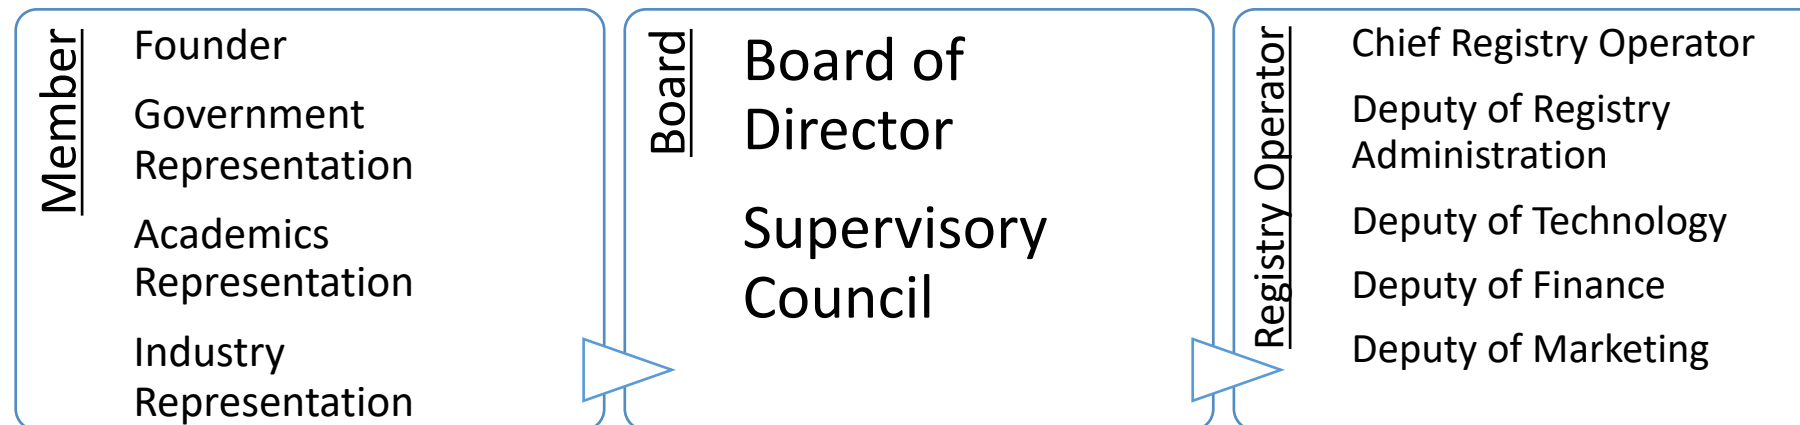 Member
Founder
Government
Representation
Academics
Representation
Industry
Representation
Board
Board of
Director
Supervisory
Council
Registry Operator
Chief Registry Operator
Deputy of Registry
Administration
Deputy of Technology
Deputy of Finance
Deputy of Marketing